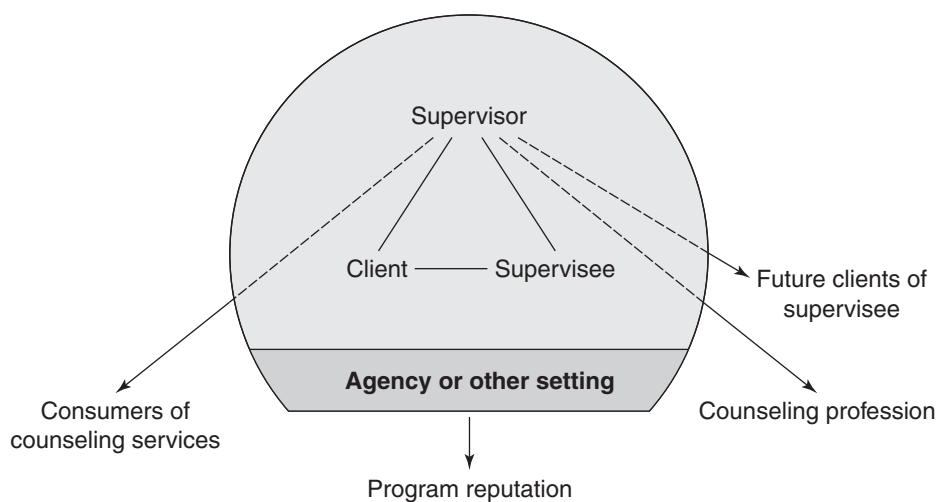 Supervisor
Client
Supervisee
Future clients of
supervisee
Agency or other setting
Consumers of
counseling services
Counseling profession
Program reputation